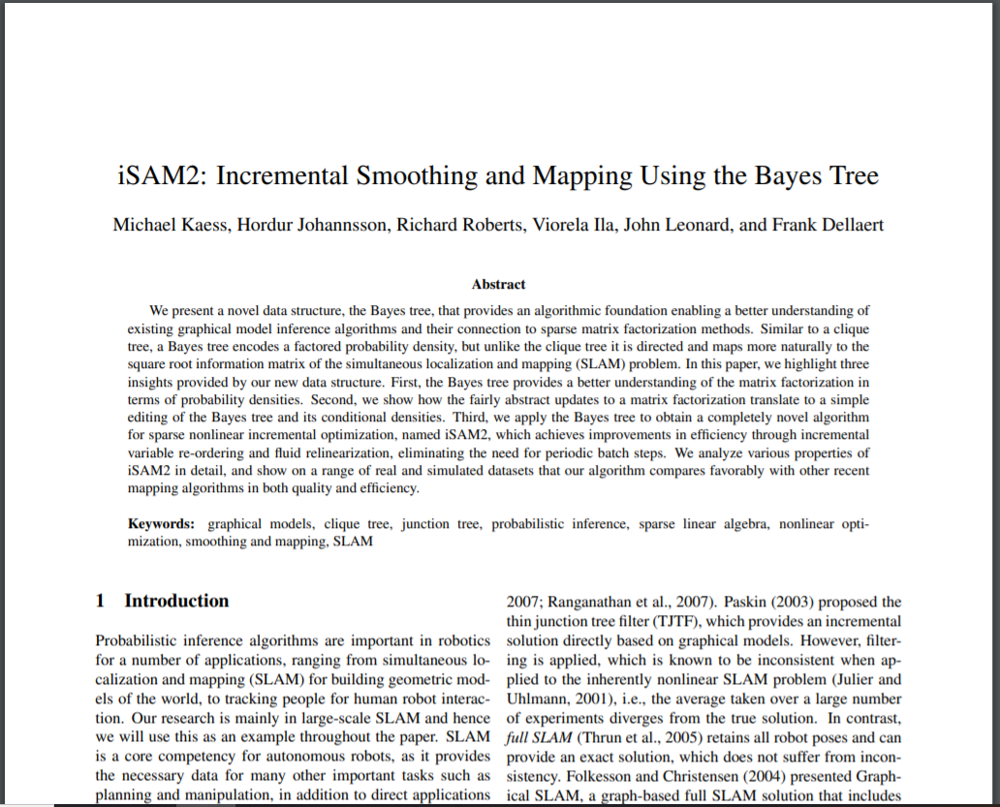 iSAM2: Incremental Smoothing and Mapping Using the Bayes Tree
Michael Kaess, Hordur Johannsson, Richard Roberts, Viorela Ila, John Leonard, and Frank Dellaert
Abstract
We present a novel data structure, the Bayes tree, that provides an algorithmic foundation enabling a better understanding of
existing graphical model inference algorithms and their connection to sparse matrix factorization methods. Similar to a clique
tree, a Bayes tree encodes a factored probability density, but unlike the clique tree it is directed and maps more naturally to the
square root information matrix of the simultaneous localization and mapping (SLAM) problem. In this paper, we highlight three
insights provided by our new data structure. First, the Bayes tree provides a better understanding of the matrix factorization in
terms of probability densities. Second, we show how the fairly abstract updates to a matrix factorization translate to a simple
editing of the Bayes tree and its conditional densities. Third, we apply the Bayes tree to obtain a completely novel algorithm
for sparse nonlinear incremental optimization, named iSAM2, which achieves improvements in efficiency through incremental
variable re-ordering and fluid relinearization, eliminating the need for periodic batch steps. We analyze various properties of
iSAM2 in detail, and show on a range of real and simulated datasets that our algorithm compares favorably with other recent
mapping algorithms in both quality and efficiency.
Keywords: graphical models, clique tree, junction tree, probabilistic inference, sparse linear algebra, nonlinear opti-
mization, smoothing and mapping, SLAM
1 Introduction
Probabilistic inference algorithms are important in robotics
for a number of applications, ranging from simultaneous lo-
calization and mapping (SLAM) for building geometric mod-
els of the world, to tracking people for human robot interac-
tion. Our research is mainly in large-scale SLAM and hence
we will use this as an example throughout the paper. SLAM
is a core competency for autonomous robots, as it provides
the necessary data for many other important tasks such as
planning and manipulation, in addition to direct applications
2007; Ranganathan et al., 2007). Paskin (2003) proposed the
thin junction tree filter (TJTF), which provides an incremental
solution directly based on graphical models. However, filter-
ing is applied, which is known to be inconsistent when ap-
plied to the inherently nonlinear SLAM problem (Julier and
Uhlmann, 2001), i.e., the average taken over a large number
of experiments diverges from the true solution. In contrast,
full SLAM (Thrun et al., 2005) retains all robot poses and can
provide an exact solution, which does not suffer from incon-
sistency. Folkesson and Christensen (2004) presented Graph-
ical SLAM, a graph-based full SLAM solution that includes